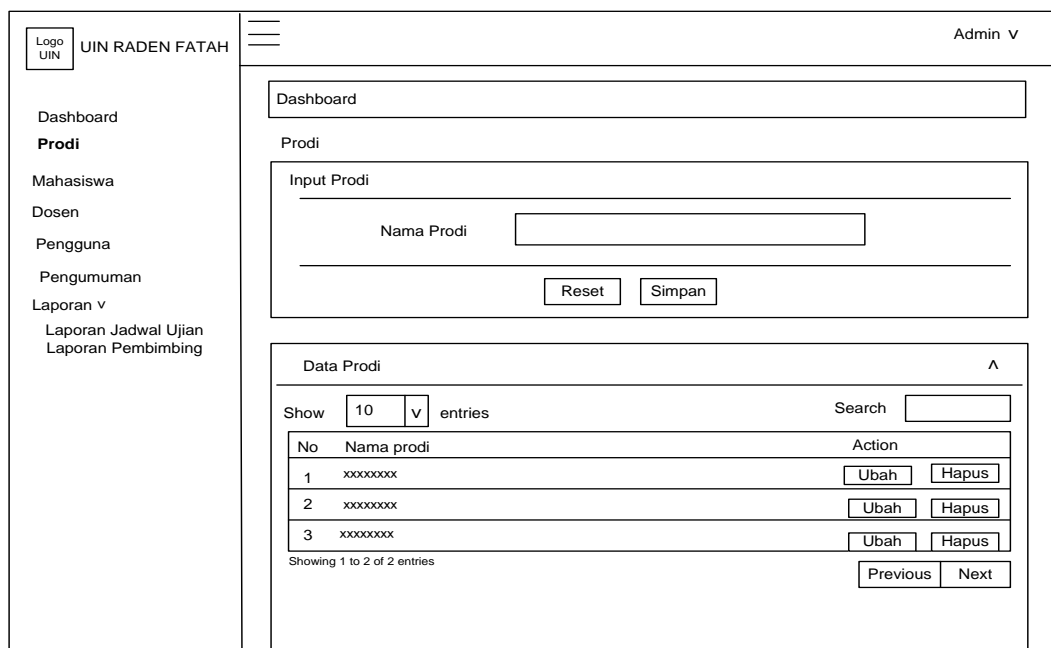 Logo
UIN
UIN RADEN FATAH
Admin v
Dashboard
Prodi
Mahasiswa
Dosen
Pengguna
Pengumuman
Laporan v
Laporan Jadwal Ujian
Laporan Pembimbing
Dashboard
Prodi
Input Prodi
Nama Prodi
Reset Simpan
Data Prodi
Show 10 v entries Search
No Nama prodi Action
1 xxxxxxxx Ubah Hapus
2 xxxxxxxx Ubah Hapus
3 xxxxxxxx Ubah Hapus
Showing 1 to 2 of 2 entries
Previous Next